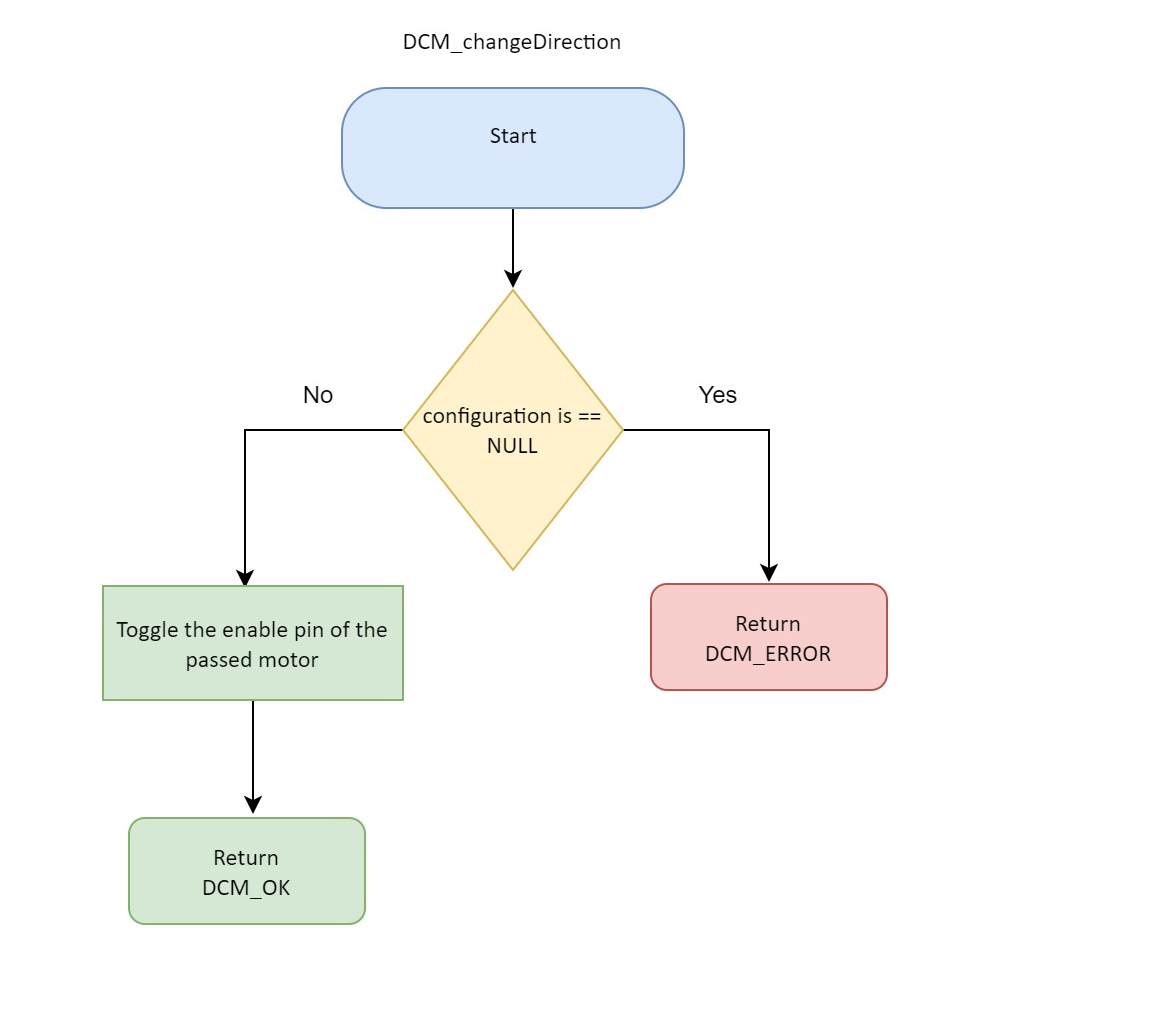 DCM_changeDirection
Start
No
Yes
configuration is ==
NULL
Toggle the enable pin of the
passed motor
Return
DCM_ERROR
Return
DCM_OK